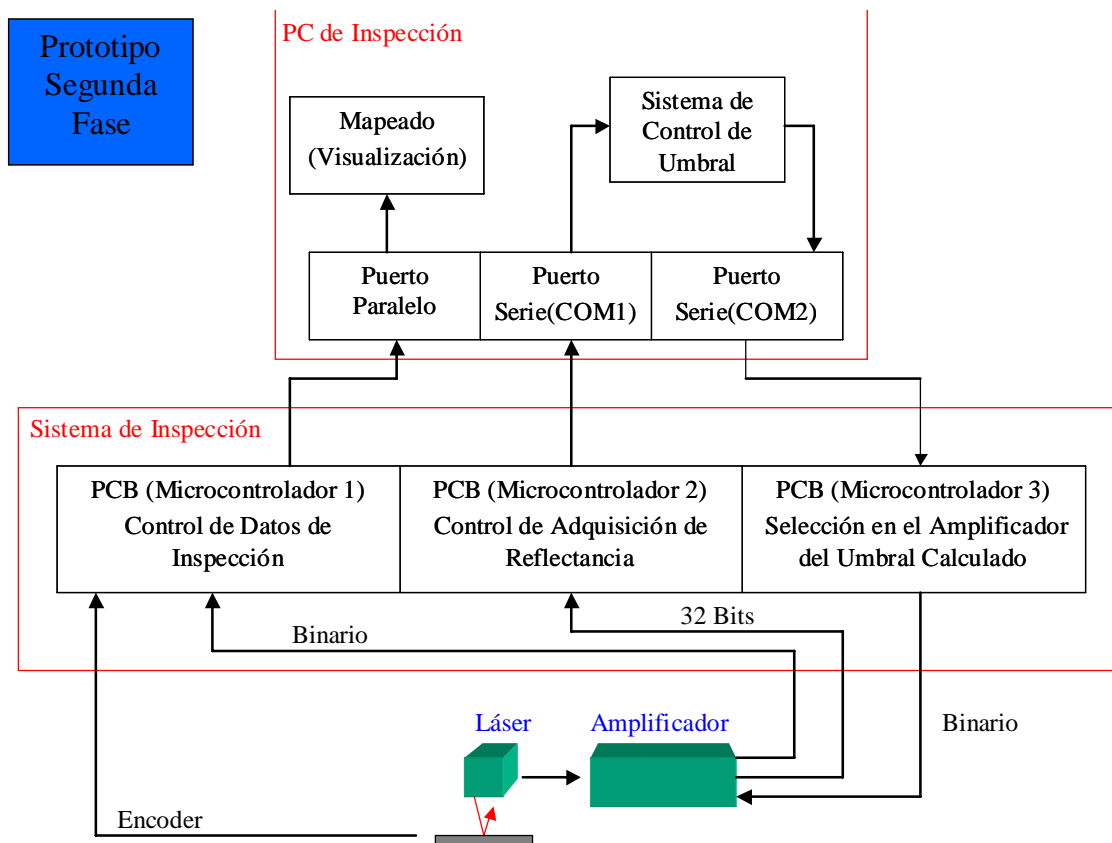 Prototipo
Segunda
Fase
PC de Inspección
Mapeado
(Visualización)
Sistema de
Control de
Umbral
Puerto
Paralelo
Puerto
Serie(COM1)
Puerto
Serie(COM2)
Sistema de Inspección
PCB (Microcontrolador 1)
Control de Datos de
Inspección
PCB (Microcontrolador 2)
Control de Adquisición de
Reflectancia
PCB (Microcontrolador 3)
Selección en el Amplificador
del Umbral Calculado
Binario
32 Bits
Láser
Amplificador
Binario
Encoder